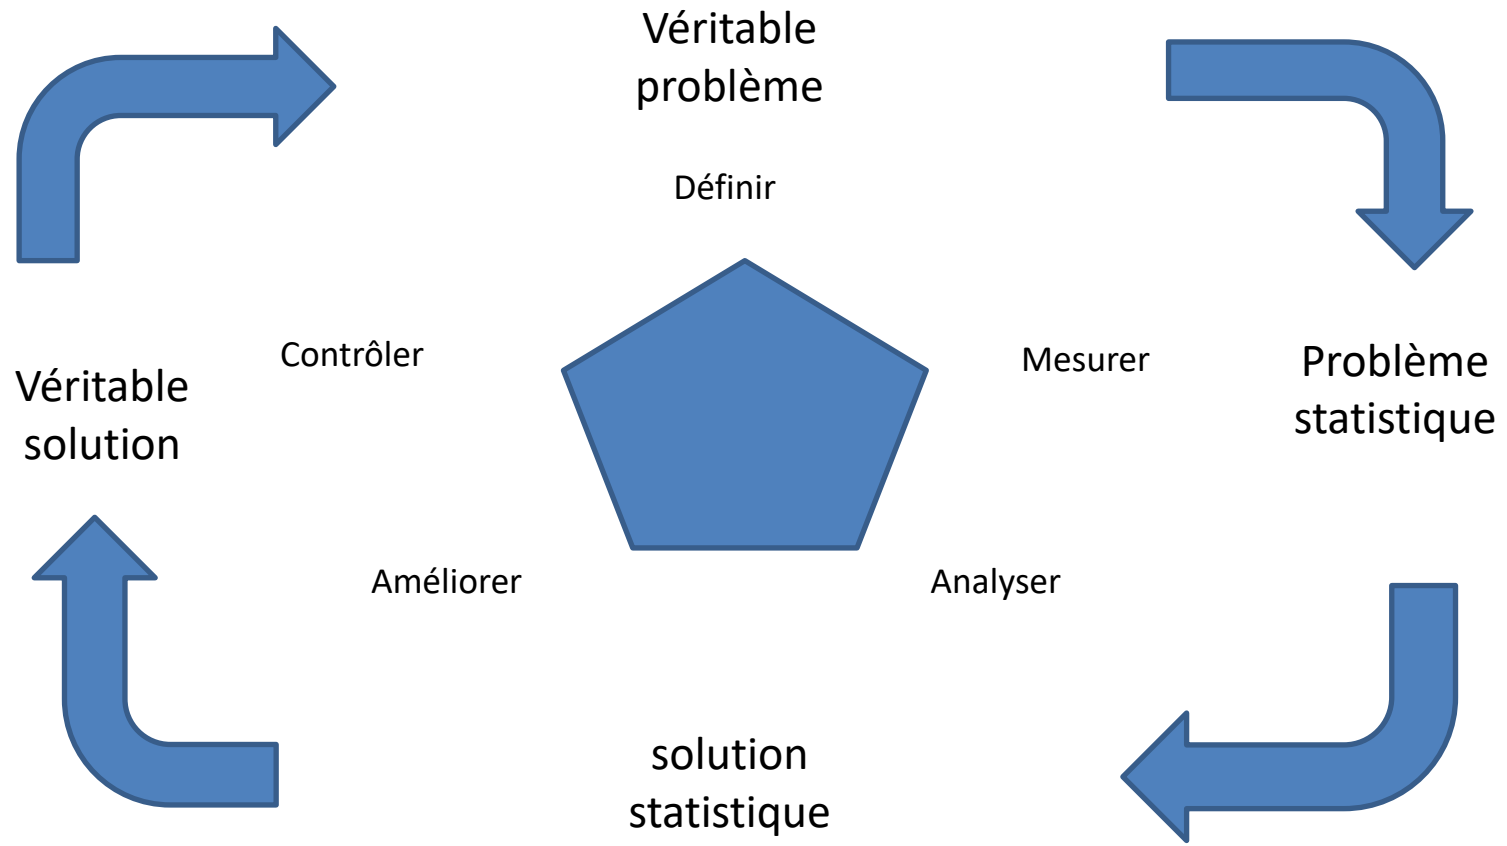 Véritable
problème
Définir
Contrôler
Mesurer
Véritable
solution
Problème
statistique
Améliorer
Analyser
solution
statistique